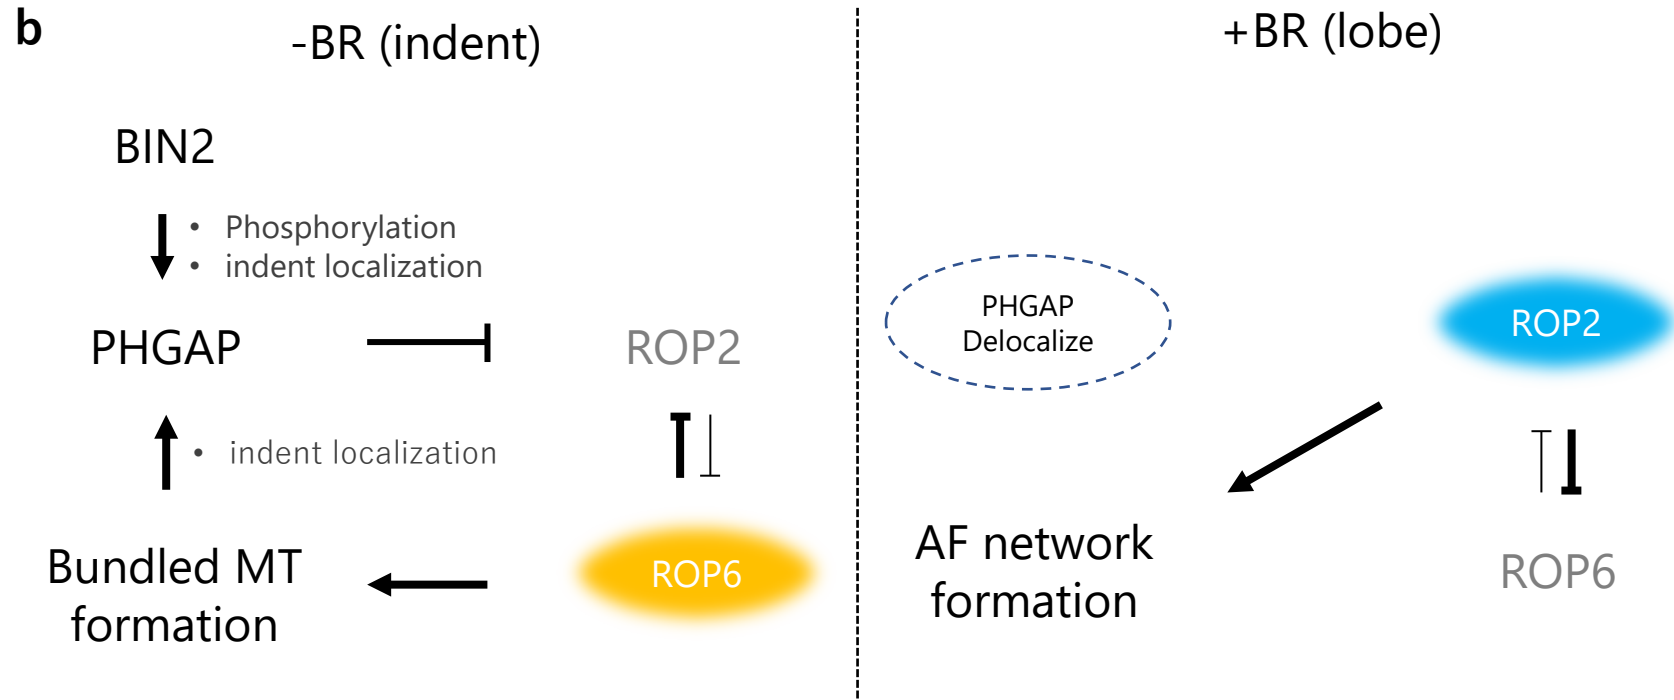 b
-BR (indent)
BIN2
• Phosphorylation
• indent localization
PHGAP
ROP2
• indent localization
Bundled MT
formation
ROP6
+BR (lobe)
PHGAP
Delocalize
ROP2
AF network
formation
ROP6